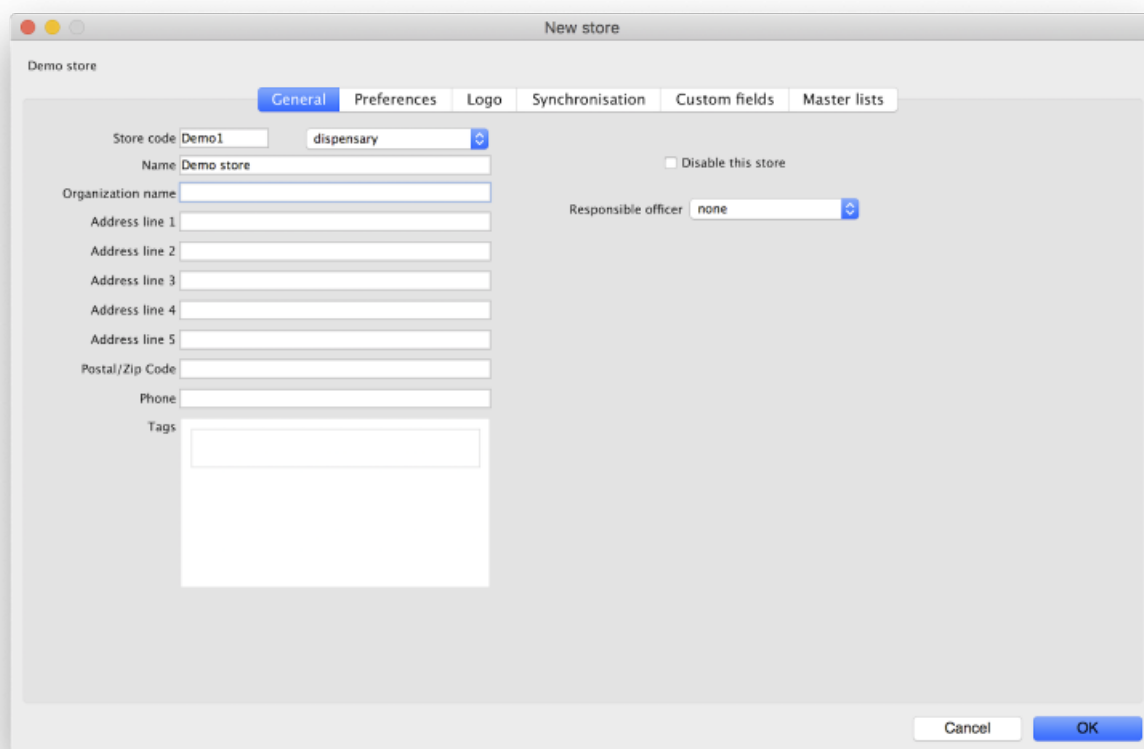 New store
Demo store
General Preferences Logo Synchronisation Custom fields Master lists
Store code Demo1 dispensary
Name Demo store
Disable this store
Organization name
Responsible officer none
Address line 1
Address line 2
Address line 3
Address line 4
Address line 5
Postal/Zip Code
Phone
Tags
Cancel OK